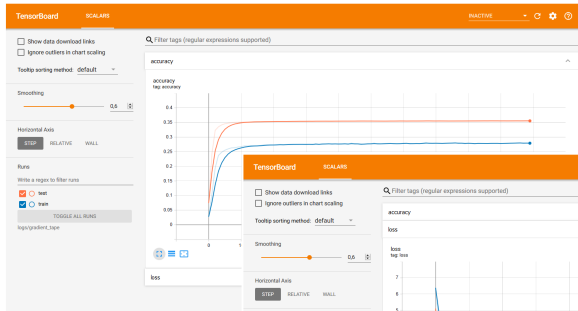 TensorBoard SCALARS INACTIVE
Show data download links
Ignore outliers in chart scaling
Tooltip sorting method: default
Smoothing
0,6
Horizontal Axis
STEP RELATIVE WALL
Runs
Write a regex to filter runs
test
train
TOGGLE ALL RUNS
logs/gradient_tape
Filter tags (regular expressions supported)
accuracy
accuracy
tag: accuracy
0.4
0.35
0.3
0.25
0.2
0.15
0.1
0.05
0
0 1
loss
TensorBoard SCALARS
Show data download links
Ignore outliers in chart scaling
Tooltip sorting method: default
Smoothing
0,6
Horizontal Axis
STEP RELATIVE WALL
Filter tags (regular expressions supported)
accuracy
loss
loss
tag: loss
7
6